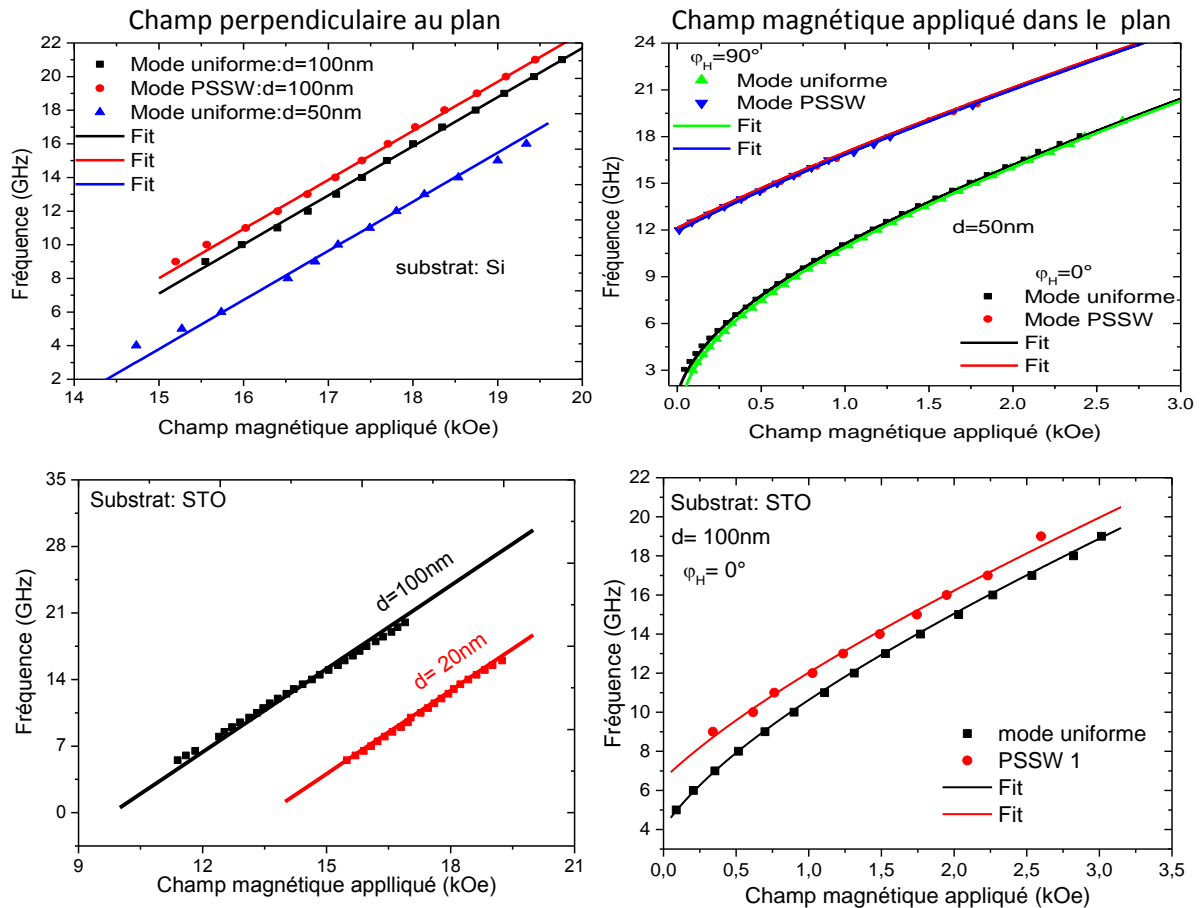 Champ perpendiculaire au plan
22
20
18
16
14
12
10
8
6
4
2
Fréquence (GHz)
Mode uniforme:d=100nm
Mode PSSW:d=100nm
Mode uniforme:d=50nm
Fit
Fit
Fit
substrat: Si
14 15 16 17 18 19 20
Champ magnétique appliqué (kOe)
Champ magnétique appliqué dans le plan
24
21
18
15
12
9
6
3
Fréquence (GHz)
φH=90°
Mode uniforme
Mode PSSW
Fit
Fit
d=50nm
φH=0°
Mode uniforme
Mode PSSW
Fit
Fit
0.0 0.5 1.0 1.5 2.0 2.5 3.0
Champ magnétique appliqué (kOe)
35
28
21
14
7
0
Fréquence (GHz)
Substrat: STO
d=100nm
d= 20nm
9 12 15 18 21
Champ magnétique applliqué (kOe)
22
20
18
16
14
12
10
8
6
4
Fréquence (GHz)
Substrat: STO
d= 100nm
φH= 0°
mode uniforme
PSSW 1
Fit
Fit
0,0 0,5 1,0 1,5 2,0 2,5 3,0 3,5
Champ magnétique appliqué (kOe)